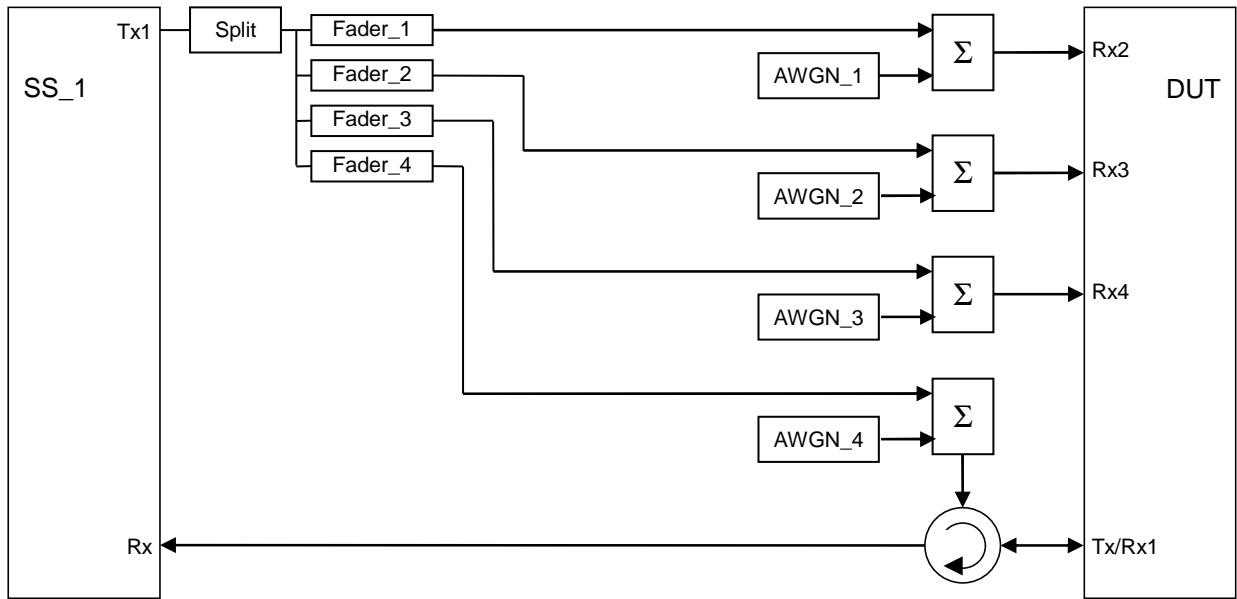 Tx1
Split
Fader_1
Σ
Rx2
AWGN_1
SS_1
DUT
Fader_2
Fader_3
Fader_4
Σ
Rx3
AWGN_2
Σ
Rx4
AWGN_3
Σ
AWGN_4
Rx
Tx/Rx1